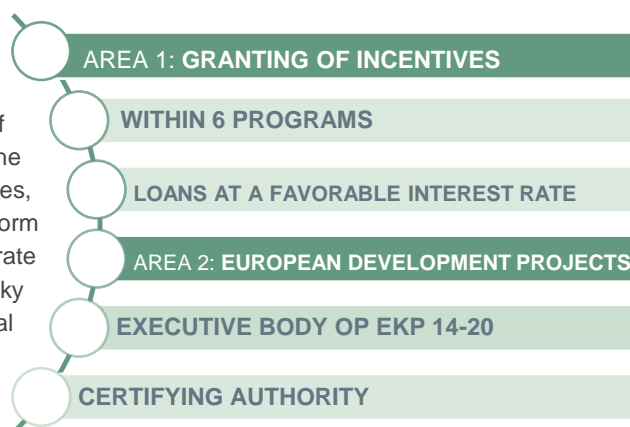 AREA 1: GRANTING OF INCENTIVES
WITHIN 6 PROGRAMS
LOANS AT A FAVORABLE INTEREST RATE
AREA 2: EUROPEAN DEVELOPMENT PROJECTS
EXECUTIVE BODY OP EKP 14-20
CERTIFYING AUTHORITY